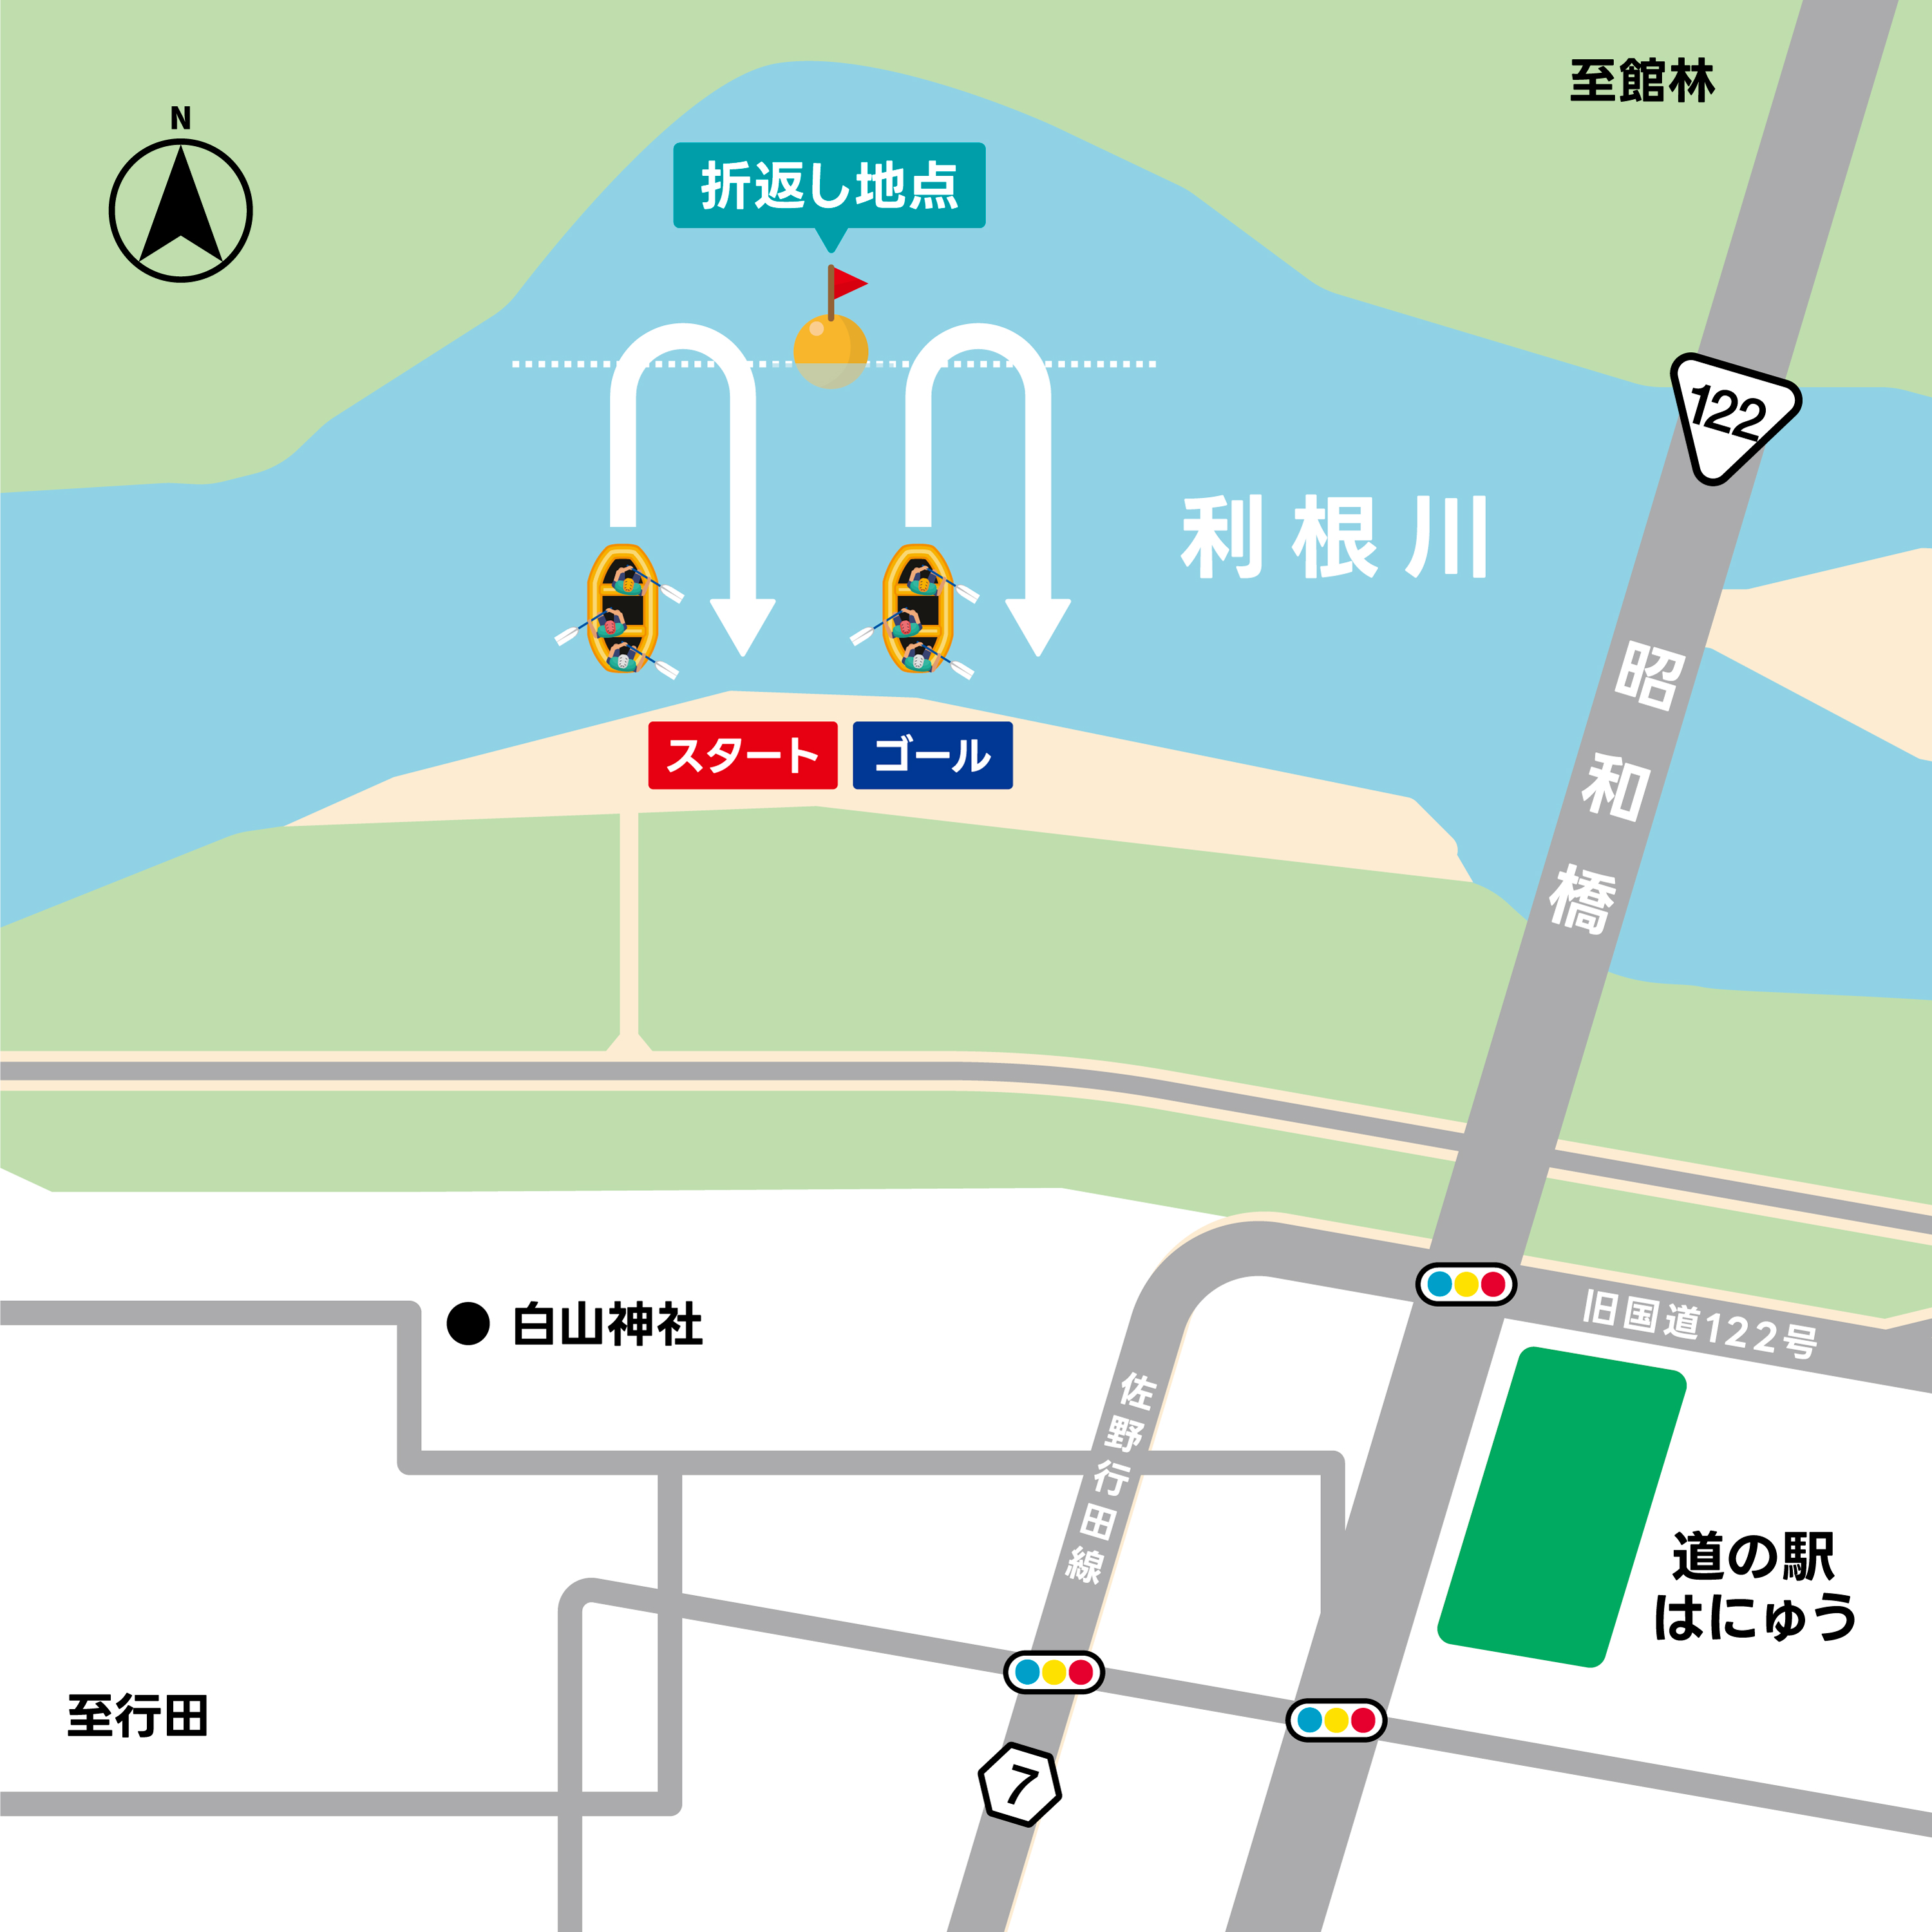 至館林
N
折返し地点
122
利根川
昭和橋
スタート
ゴール
旧国道122号
白山神社
佐野行田線
道の駅
はにゅう
至行田
7